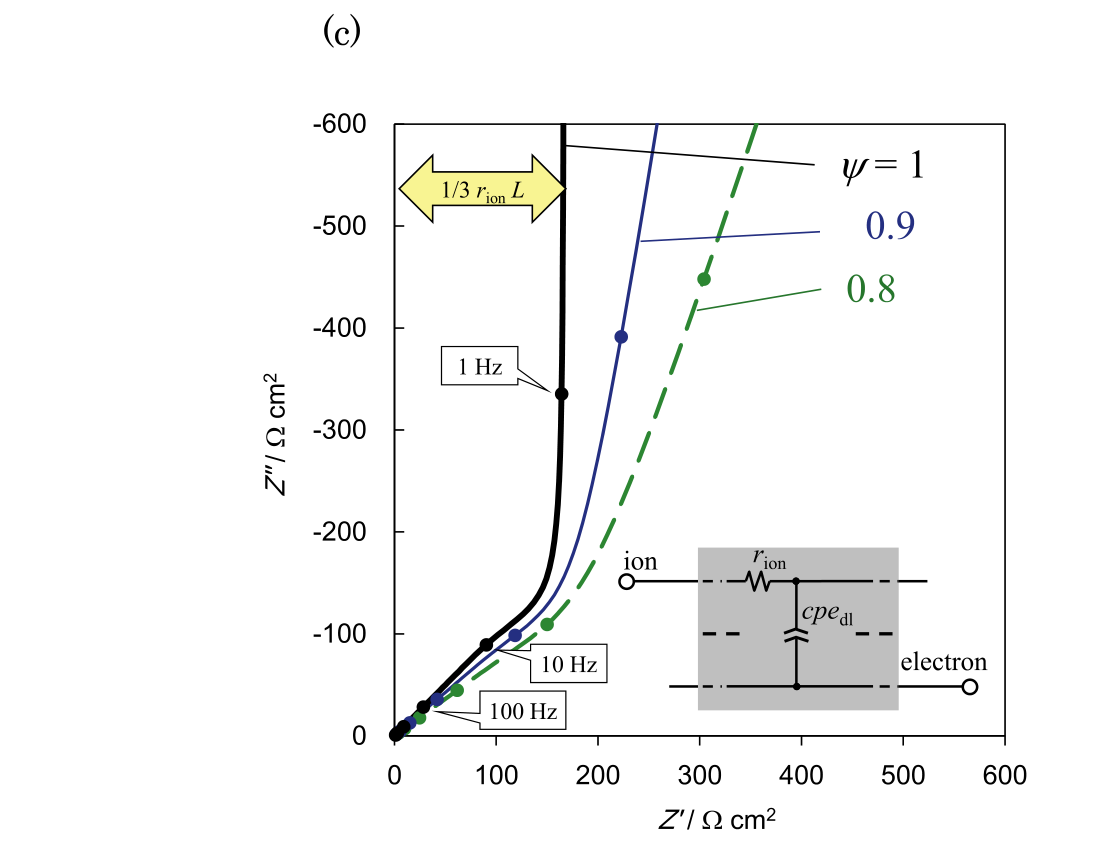 (c)
-600
-500
-400
-300
-200
-100
0
Z″ / Ω cm²
1/3 r_ion L
ψ = 1
0.9
0.8
1 Hz
10 Hz
100 Hz
ion
r_ion
cpe_dl
electron
0 100 200 300 400 500 600
Z′ / Ω cm²